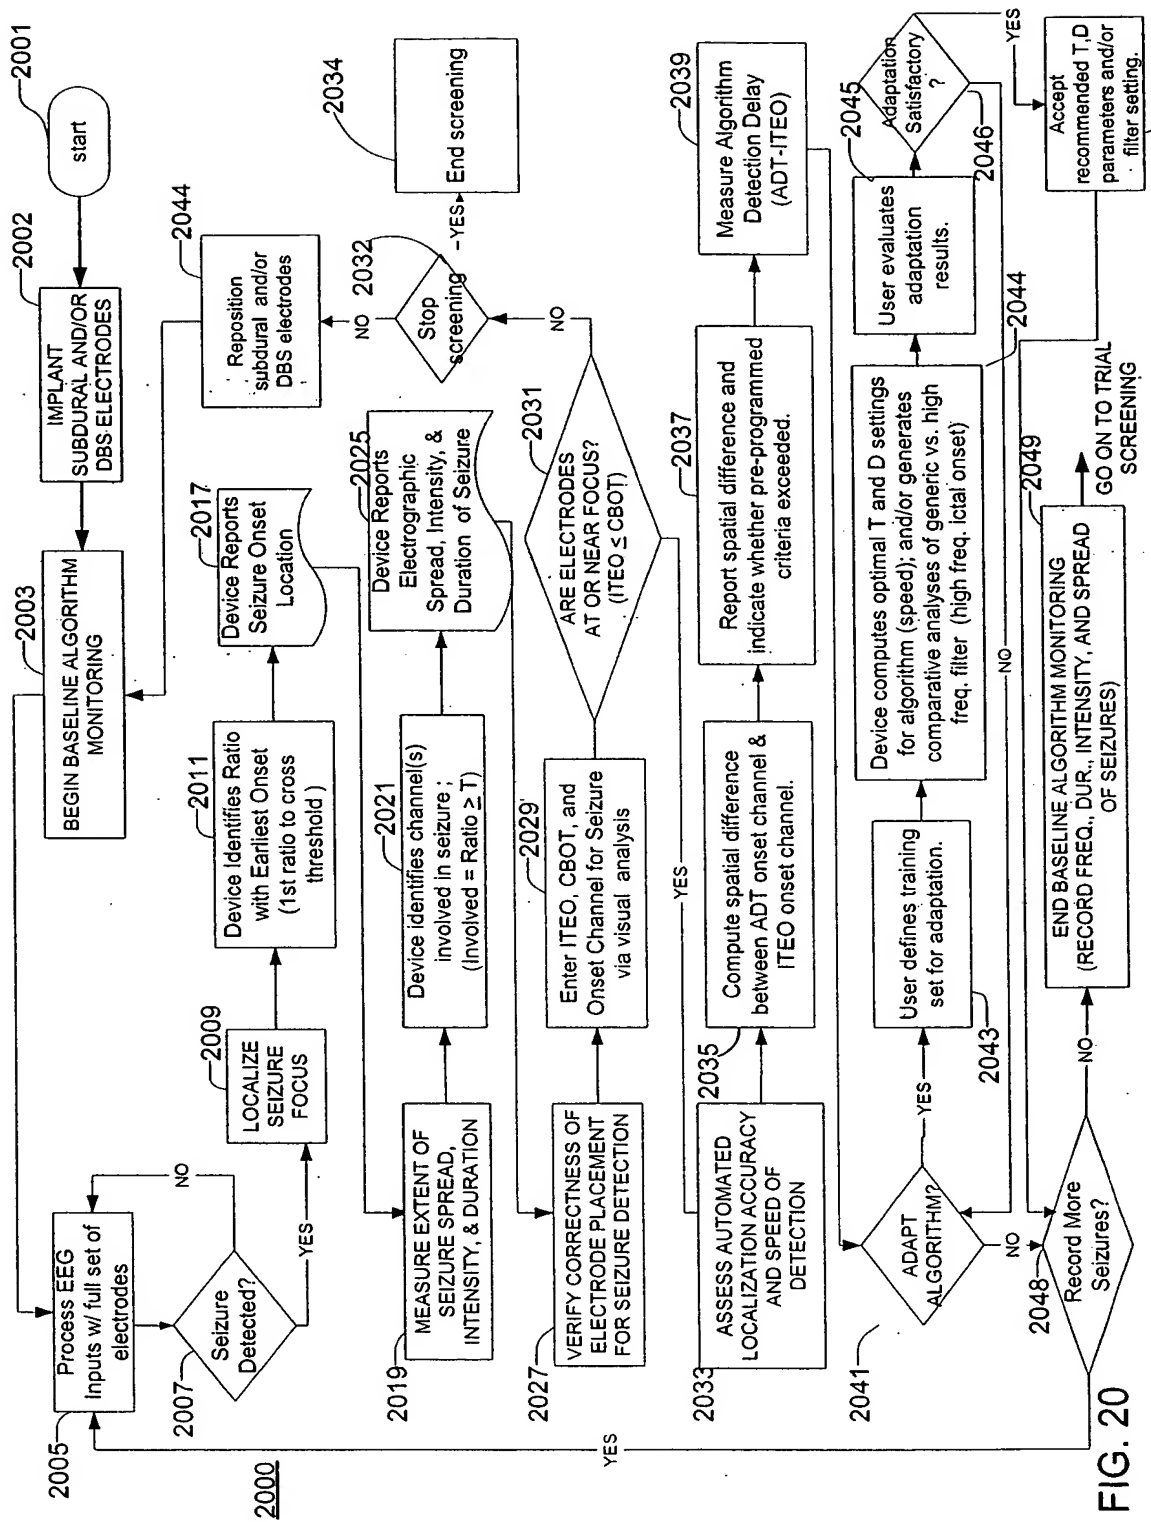 2001
start
2002
IMPLANT
SUBDURAL AND/OR
DBS ELECTRODES
2003
BEGIN BASELINE ALGORITHM
MONITORING
2005
Process EEG
Inputs w/ full set of
electrodes
2007
Seizure
Detected?
NO
YES
2009
LOCALIZE
SEIZURE
FOCUS
2011
Device Identifies Ratio
with Earliest Onset
(1st ratio to cross
threshold )
2017
Device Reports
Seizure Onset
Location
2044
Reposition
subdural and/or
DBS electrodes
2019
MEASURE EXTENT OF
SEIZURE SPREAD,
INTENSITY, & DURATION
2021
Device identifies channel(s)
involved in seizure ;
(Involved = Ratio ≥ T)
2025
Device Reports
Electrographic
Spread, Intensity, &
Duration of Seizure
NO
2032
Stop
screening
YES
2034
End screening
2027
VERIFY CORRECTNESS OF
ELECTRODE PLACEMENT
FOR SEIZURE DETECTION
2029
Enter ITEO, CBOT, and
Onset Channel for Seizure
via visual analysis
2031
ARE ELECTRODES
AT OR NEAR FOCUS?
(ITEO ≤ CBOT)
NO
YES
2033
ASSESS AUTOMATED
LOCALIZATION ACCURACY
AND SPEED OF
DETECTION
2035
Compute spatial difference
between ADT onset channel &
ITEO onset channel.
2037
Report spatial difference and
indicate whether pre-programmed
criteria exceeded.
2039
Measure Algorithm
Detection Delay
(ADT-ITEO)
2041
ADAPT
ALGORITHM?
YES
NO
2043
User defines training
set for adaptation.
2044
Device computes optimal T and D settings
for algorithm (speed); and/or generates
comparative analyses of generic vs. high
freq. filter (high freq. ictal onset)
2045
User evaluates
adaptation
results.
2046
Adaptation
Satisfactory
?
YES
NO
Accept
recommended T,D
parameters and/or
filter setting.
2048
Record More
Seizures?
YES
NO
2049
END BASELINE ALGORITHM MONITORING
(RECORD FREQ., DUR., INTENSITY, AND SPREAD
OF SEIZURES)
GO ON TO TRIAL
SCREENING
2000
FIG. 20